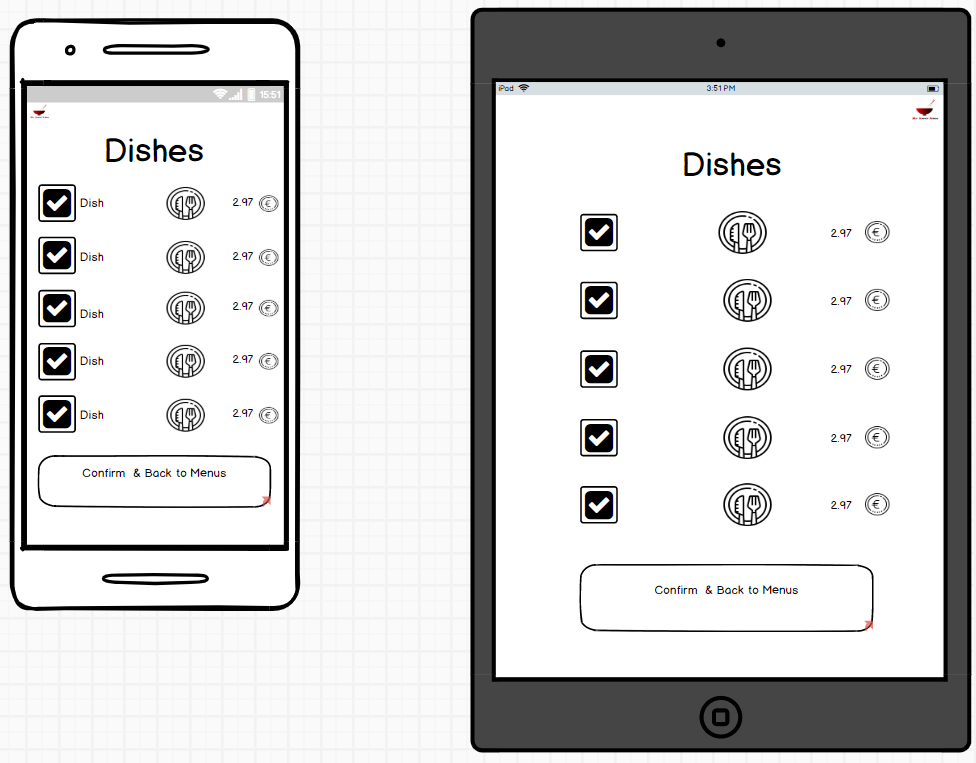 15:51
Dishes
Dish 2.97 €
Dish 2.97 €
Dish 2.97 €
Dish 2.97 €
Dish 2.97 €
Confirm & Back to Menus
iPod 3:51 PM
Dishes
2.97 €
2.97 €
2.97 €
2.97 €
2.97 €
Confirm & Back to Menus